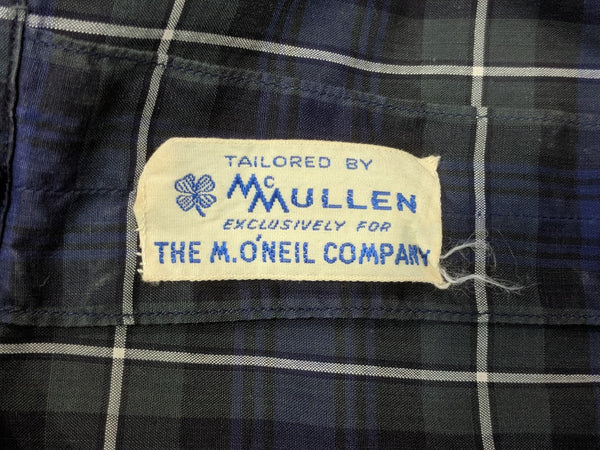 TAILORED BY
McMULLEN
EXCLUSIVELY FOR
THE M. O'NEIL COMPANY